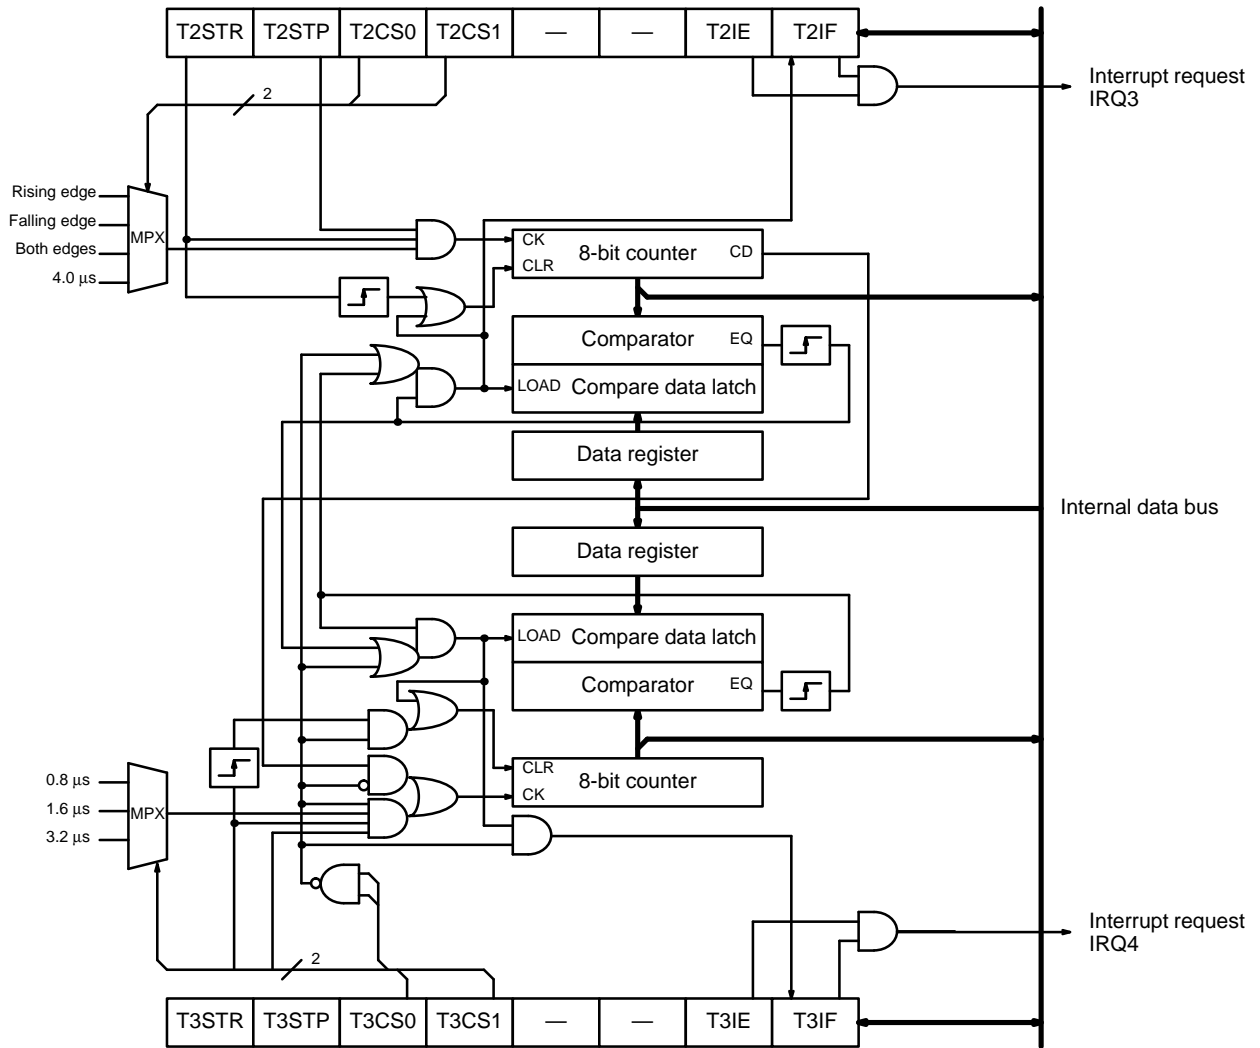 T2STR T2STP T2CS0 T2CS1 — — T2IE T2IF
Interrupt request
IRQ3
2
Rising edge
Falling edge
Both edges
4.0 µs
MPX
CK
CLR
8-bit counter
CD
Comparator
EQ
LOAD
Compare data latch
Data register
Internal data bus
Data register
LOAD
Compare data latch
Comparator
EQ
CLR
CK
8-bit counter
0.8 µs
1.6 µs
3.2 µs
MPX
Interrupt request
IRQ4
2
T3STR T3STP T3CS0 T3CS1 — — T3IE T3IF